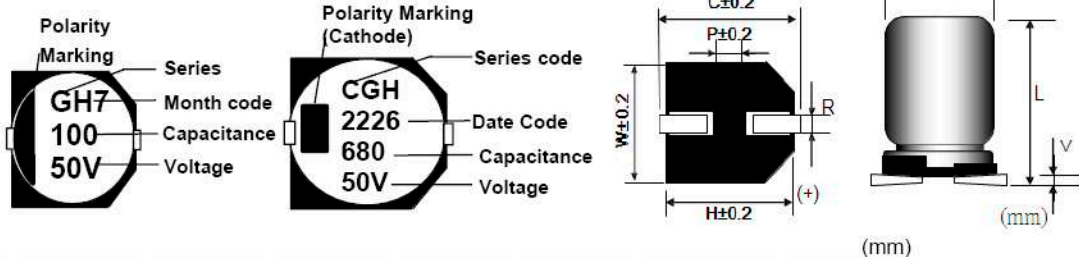 Polarity
Marking
GH7
100
50V
Series
Month code
Capacitance
Voltage
Polarity Marking
(Cathode)
CGH
2226
680
50V
Series code
Date Code
Capacitance
Voltage
C±0.2
P±0.2
W±0.2
R
(+)
H±0.2
L
V
(mm)
(mm)